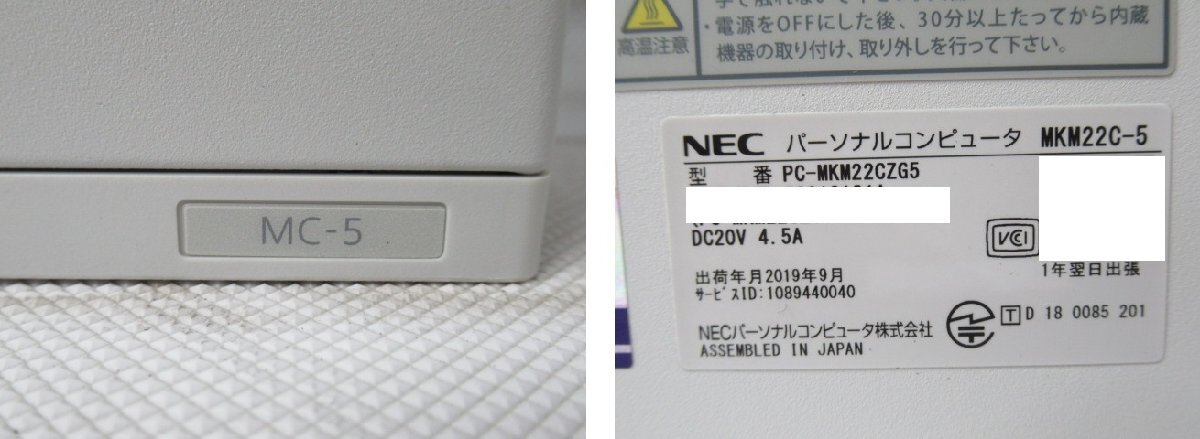 MC-5
高温注意
・電源をOFFにした後、30分以上たってから内蔵
機器の取り付け、取り外しを行って下さい。
NEC パーソナルコンピュータ MKM22C-5
型 番 PC-MKM22CZG5
DC20V 4.5A
VCCI
出荷年月2019年9月
1年翌日出張
サービスID:1089440040
T D 18 0085 201
NECパーソナルコンピュータ株式会社
ASSEMBLED IN JAPAN